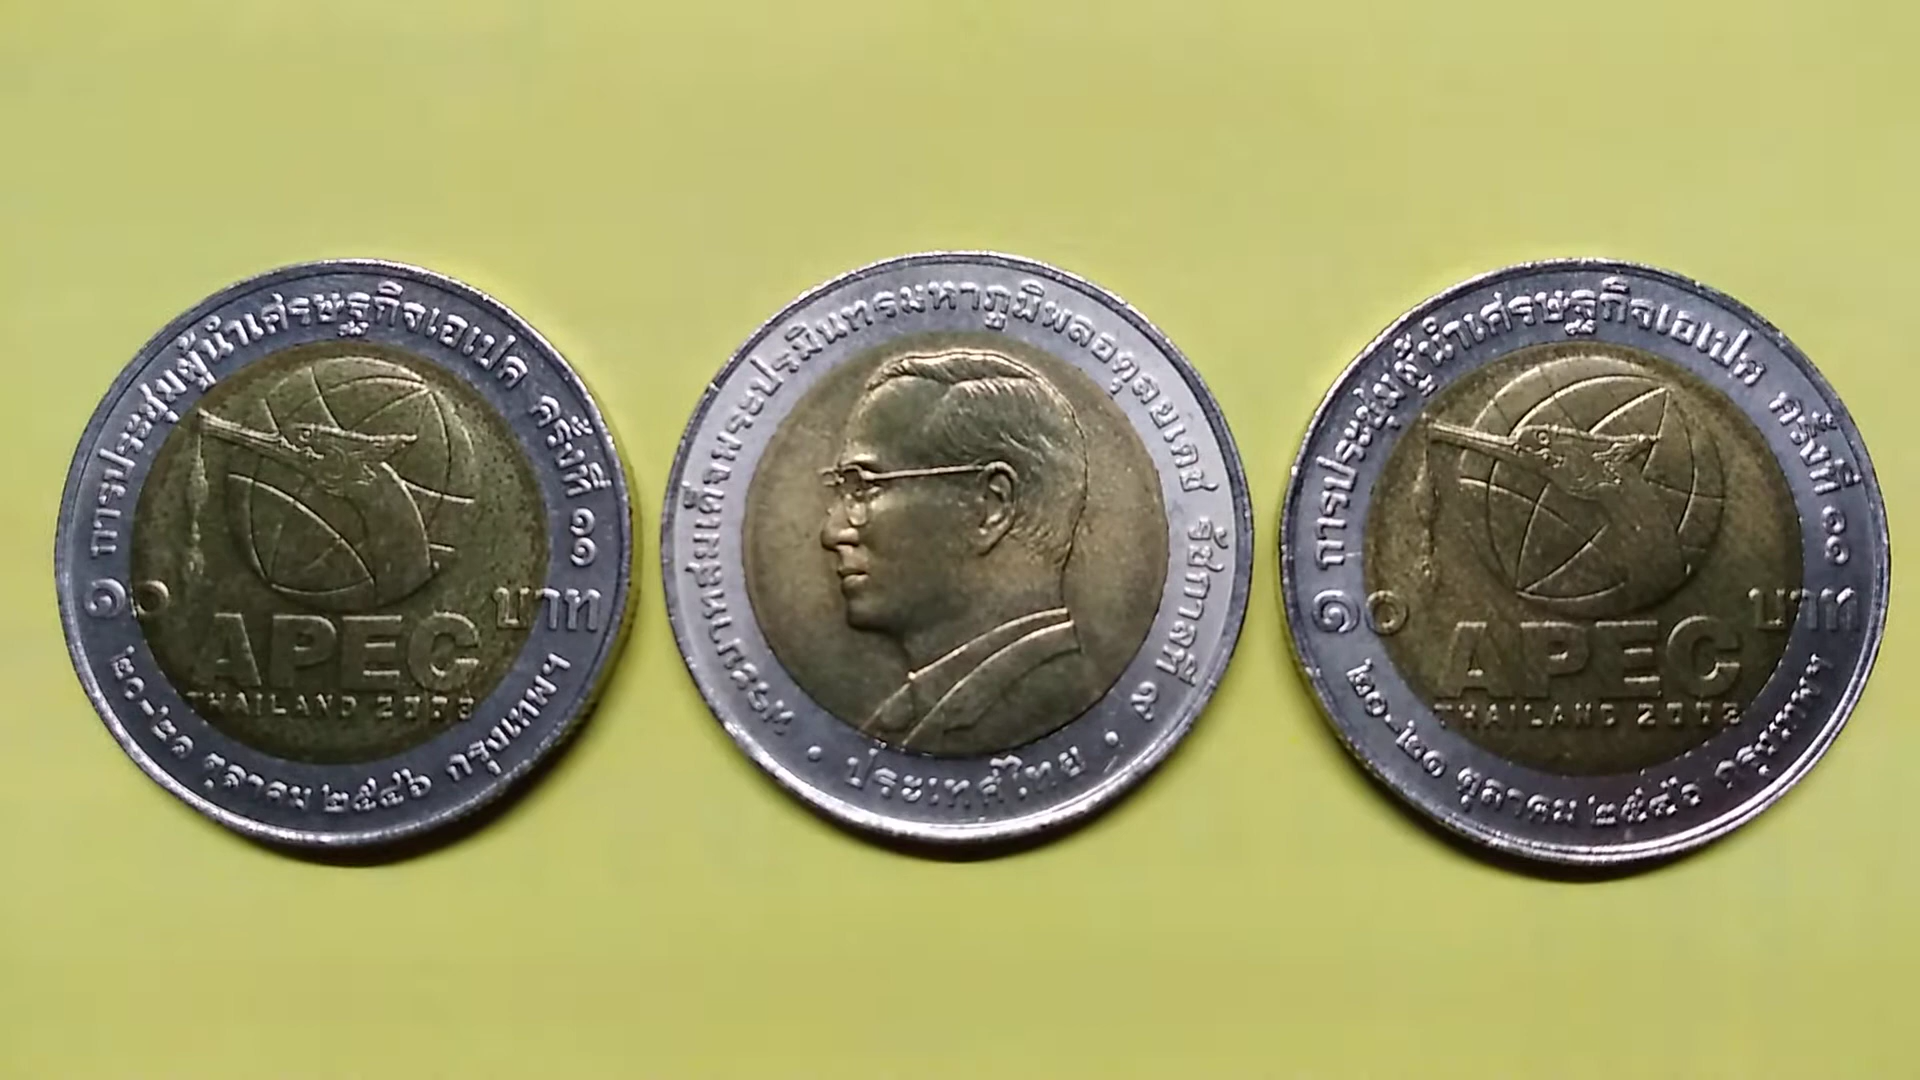 การประชุมผู้นำเศรษฐกิจเอเปค ครั้งที่ ๑๑
๑๐ บาท
APEC
THAILAND 2003
๒๐-๒๑ ตุลาคม ๒๕๔๖ กรุงเทพฯ
พระบาทสมเด็จพระปรมินทรมหาภูมิพลอดุลยเดช รัชกาลที่ ๙
• ประเทศไทย •
การประชุมผู้นำเศรษฐกิจเอเปค ครั้งที่ ๑๑
๑๐ บาท
APEC
THAILAND 2003
๒๐-๒๑ ตุลาคม ๒๕๔๖ กรุงเทพฯ